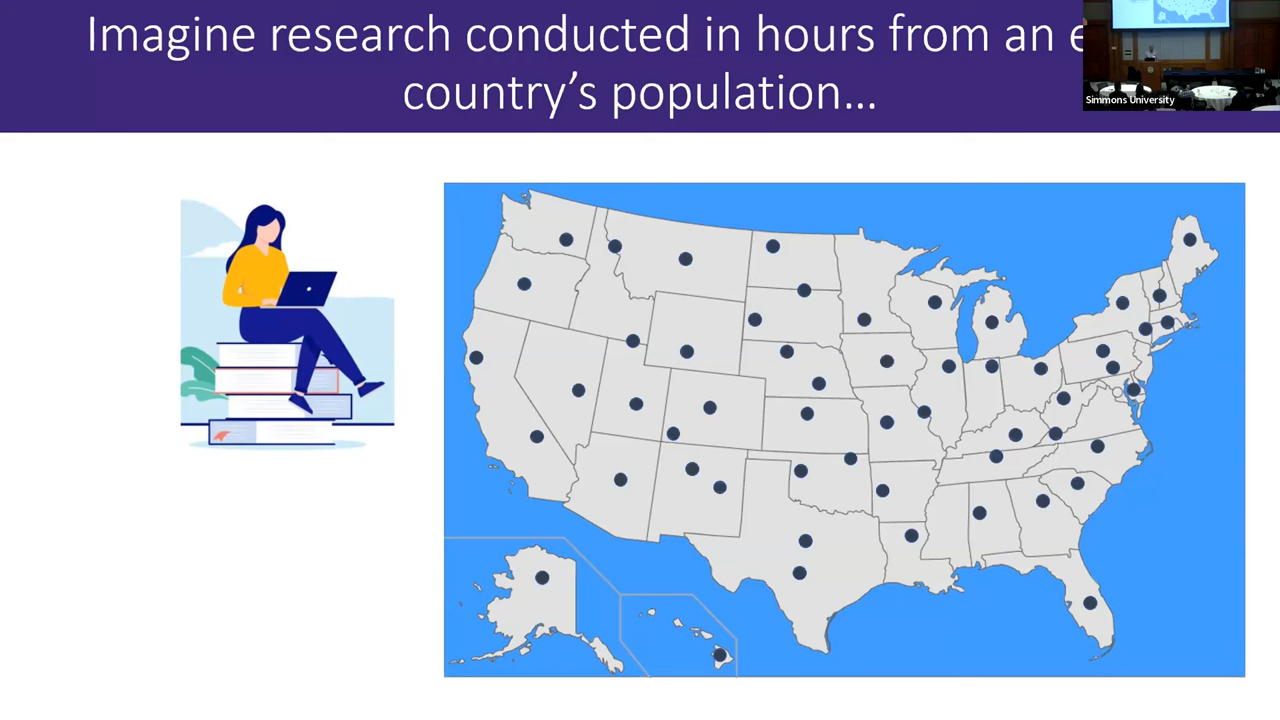 Imagine research conducted in hours from an
country's population...
Simmons University